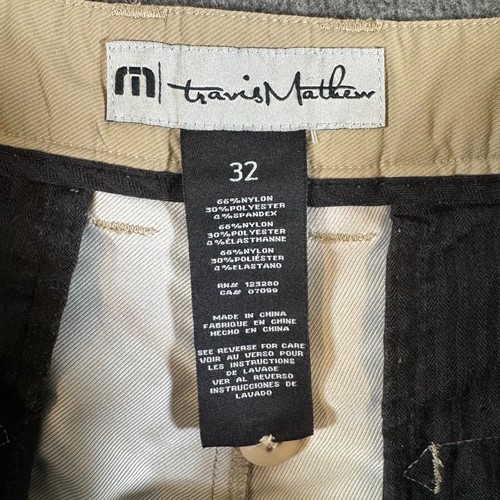 travisMathew
32
66%NYLON
30%POLYESTER
4%SPANDEX
66%NYLON
30%POLYESTER
4%ÉLASTHANNE
66%NYLON
30%POLIÉSTER
4%ELASTANO
RN# 123280
CA# 07099
MADE IN CHINA
FABRIQUE EN CHINE
HECHO EN CHINA
SEE REVERSE FOR CARE
VOIR AU VERSO POUR
LES INSTRUCTIONS
DE LAVAGE
VER AL REVERSO
INSTRUCCIONES DE
LAVADO